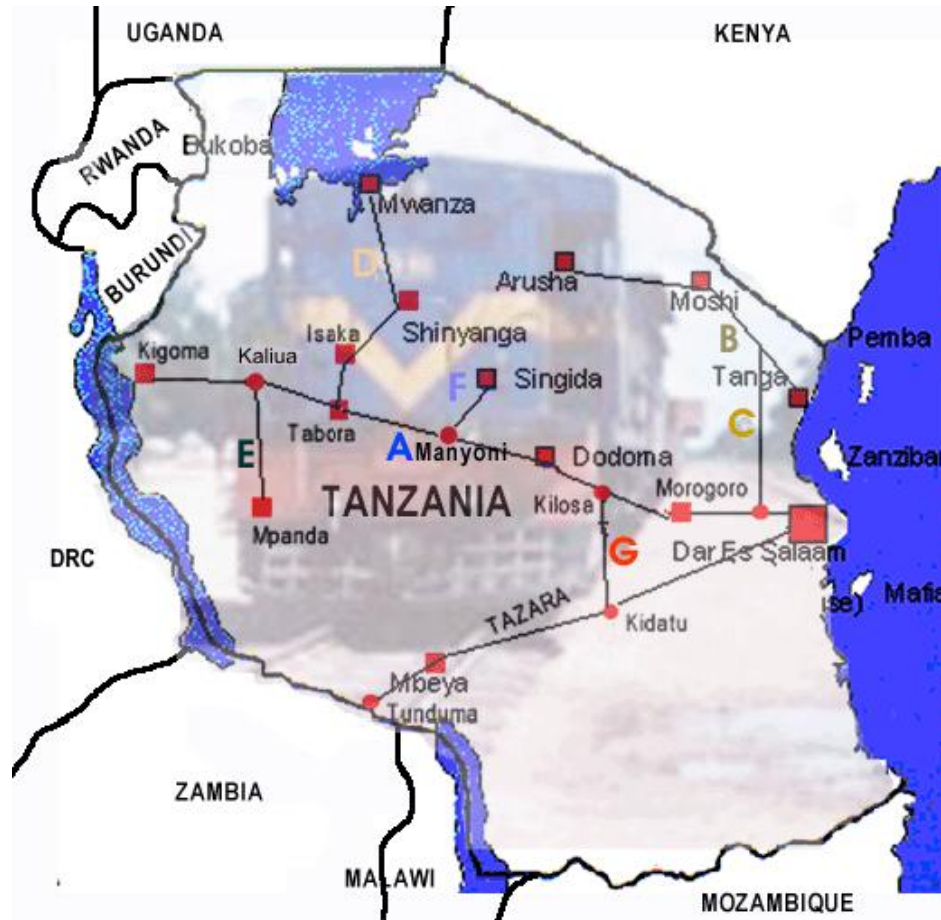 UGANDA
KENYA
RWANDA
Bukoba
BURUNDI
Mwanza
D
Arusha
Moshi
Shinyanga
Isaka
B
Pemba
Kigoma
Kaliua
F
Singida
Tanga
C
Tabora
A
Manyoni
E
Dodoma
Zanzibar
TANZANIA
Kilosa
Morogoro
Mpanda
G
Dar Es Salaam
DRC
TAZARA
Mafia
Kidatu
Mbeya
Tunduma
ZAMBIA
MALAWI
MOZAMBIQUE